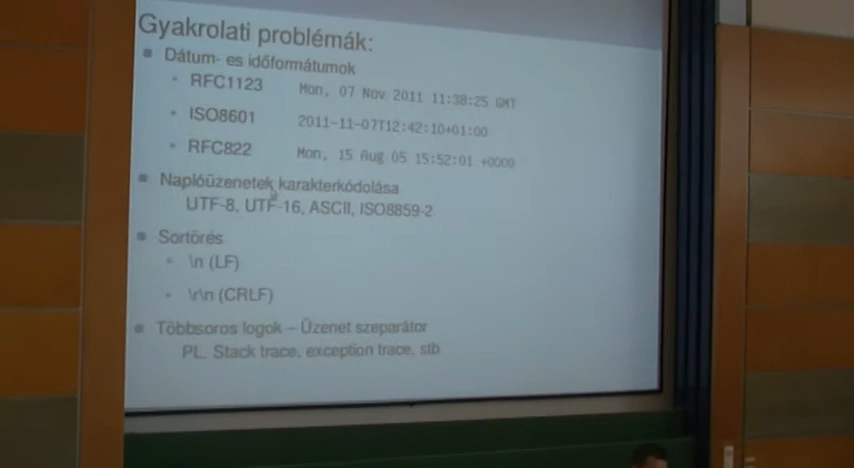 Gyakrolati problémák:
Dátum- es időformátumok
RFC1123 Mon, 07 Nov 2011 11:38:25 GMT
ISO8601 2011-11-07T12:42:10+01:00
RFC822 Mon, 15 Aug 05 15:52:01 +0000
Naplóüzenetek karakterkódolása
UTF-8, UTF-16, ASCII, ISO8859-2
Sortörés
\n (LF)
\r\n (CRLF)
Többsoros logok – Üzenet szeparátor
PL. Stack trace, exception trace, stb